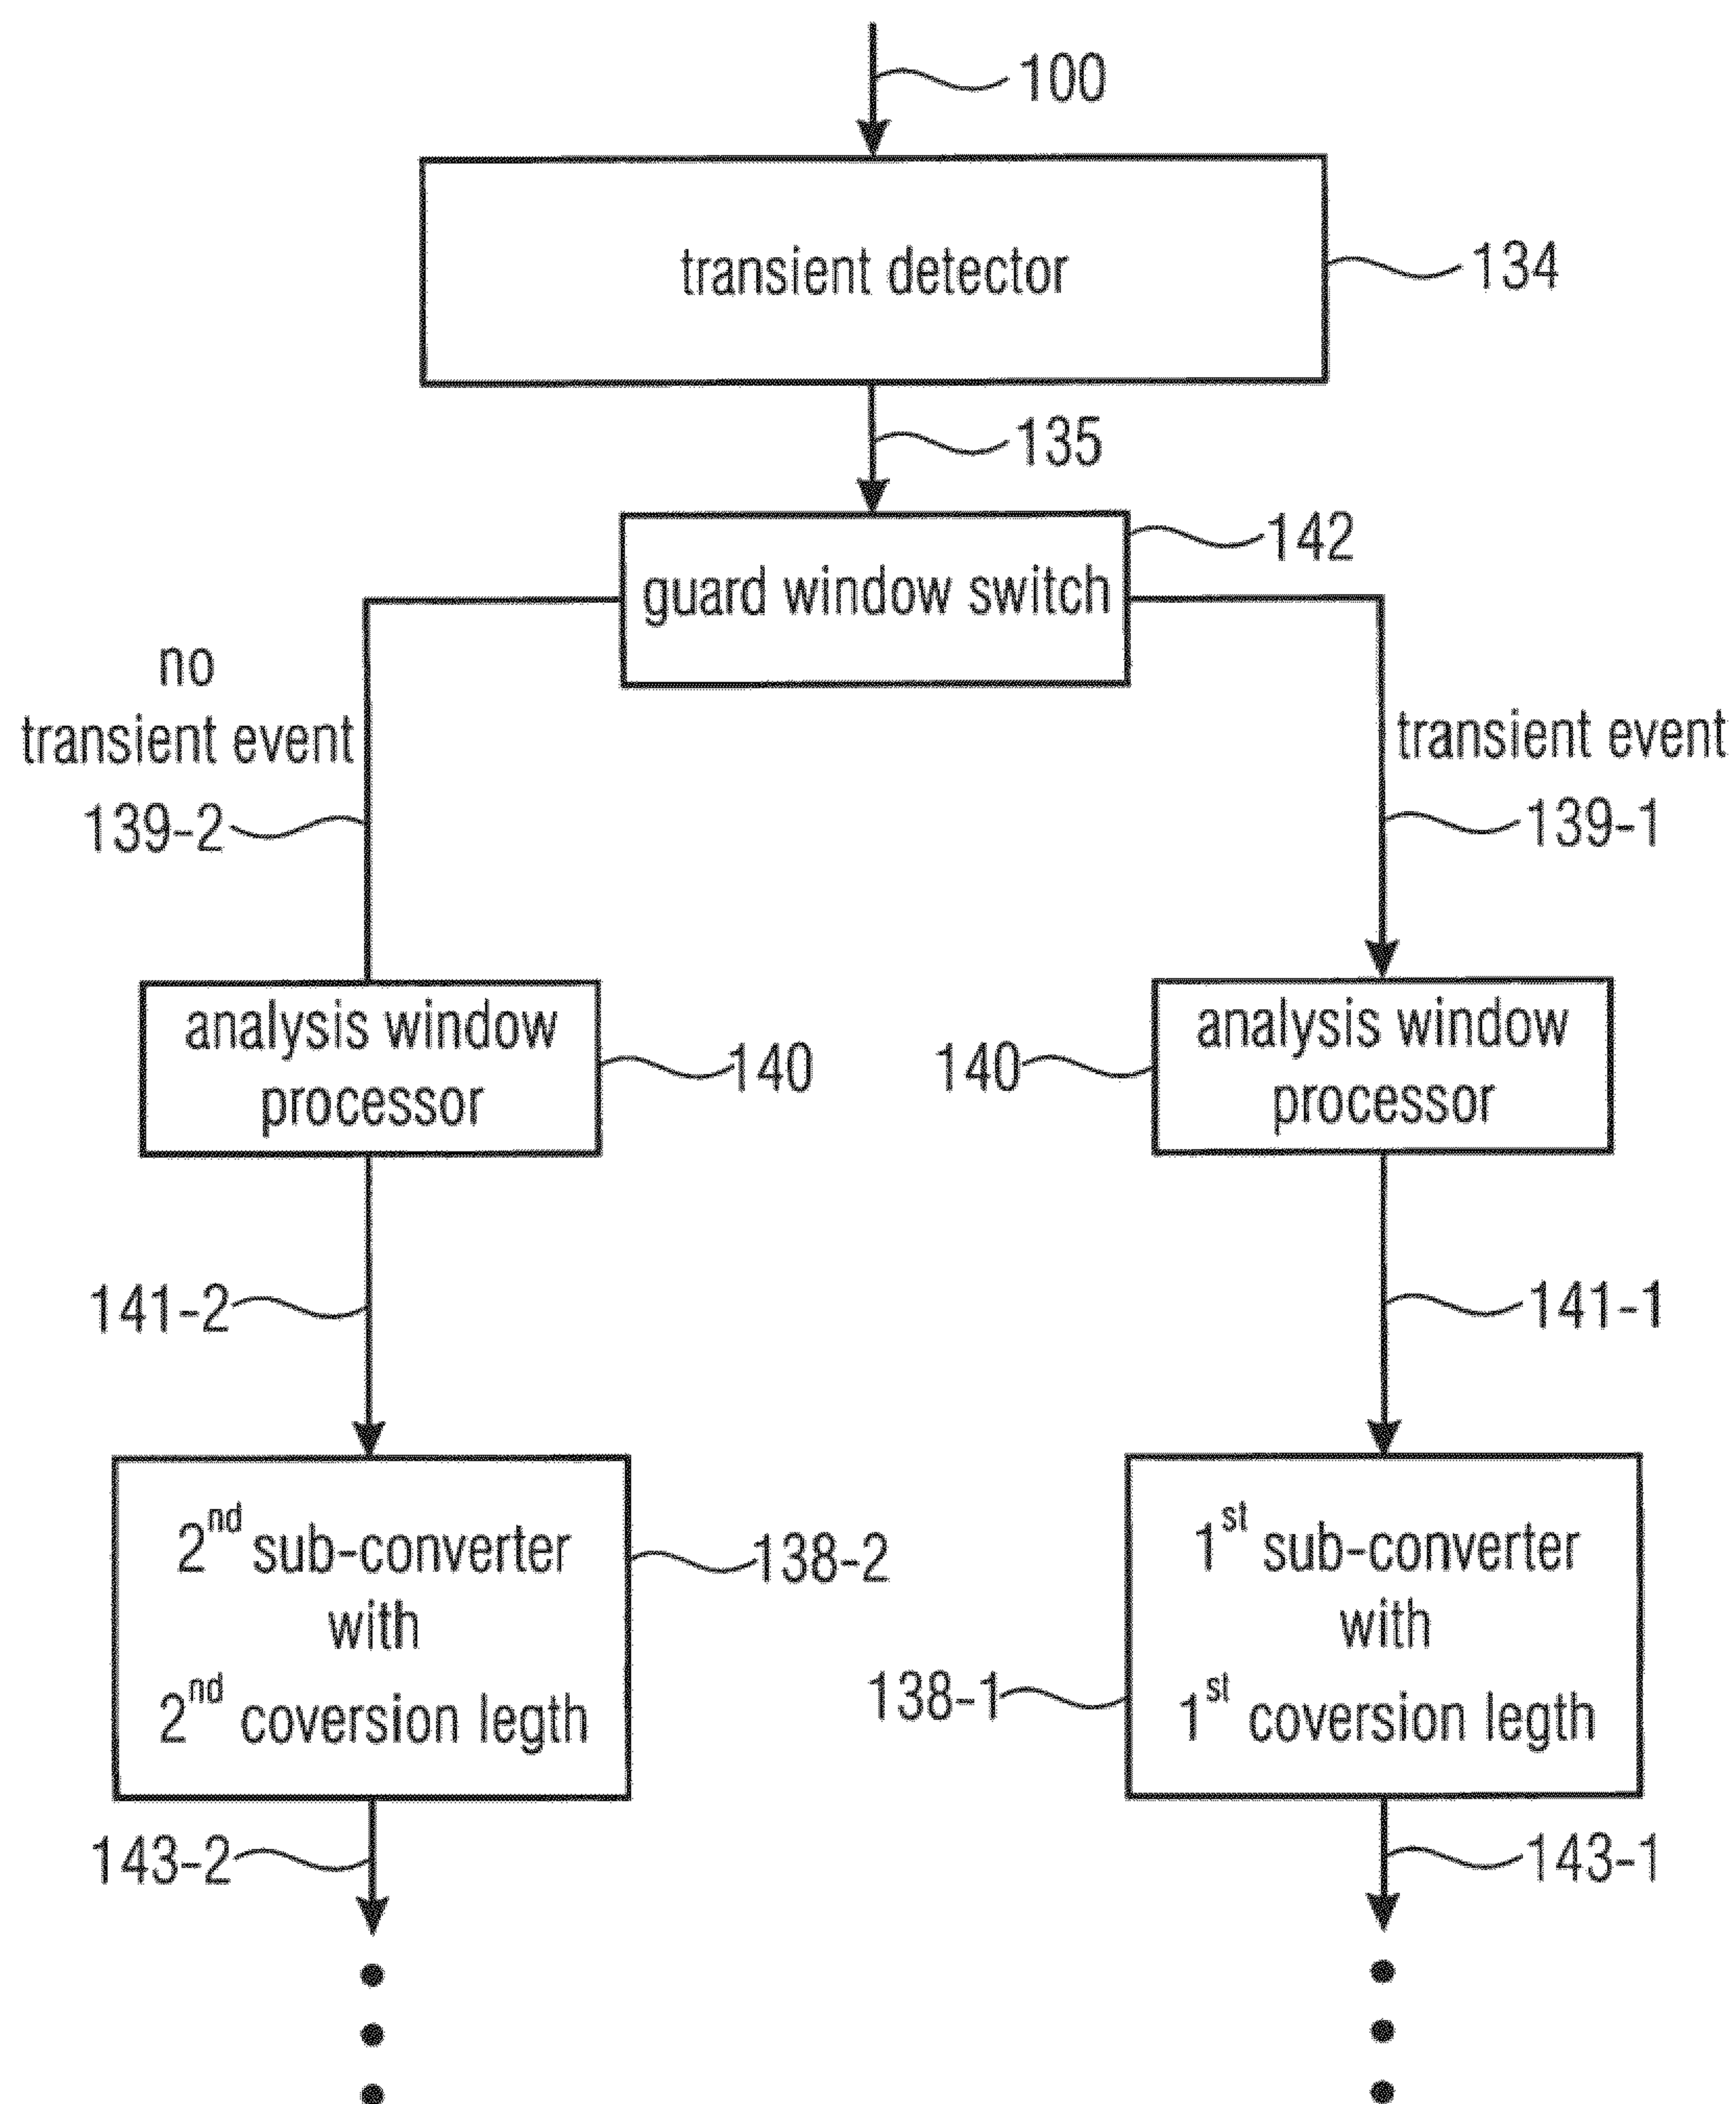 100
transient detector
134
135
142
guard window switch
no
transient event
139-2
transient event
139-1
analysis window
processor
140
140
analysis window
processor
141-2
141-1
2nd sub-converter
with
2nd coversion legth
138-2
138-1
1st sub-converter
with
1st coversion legth
143-2
143-1